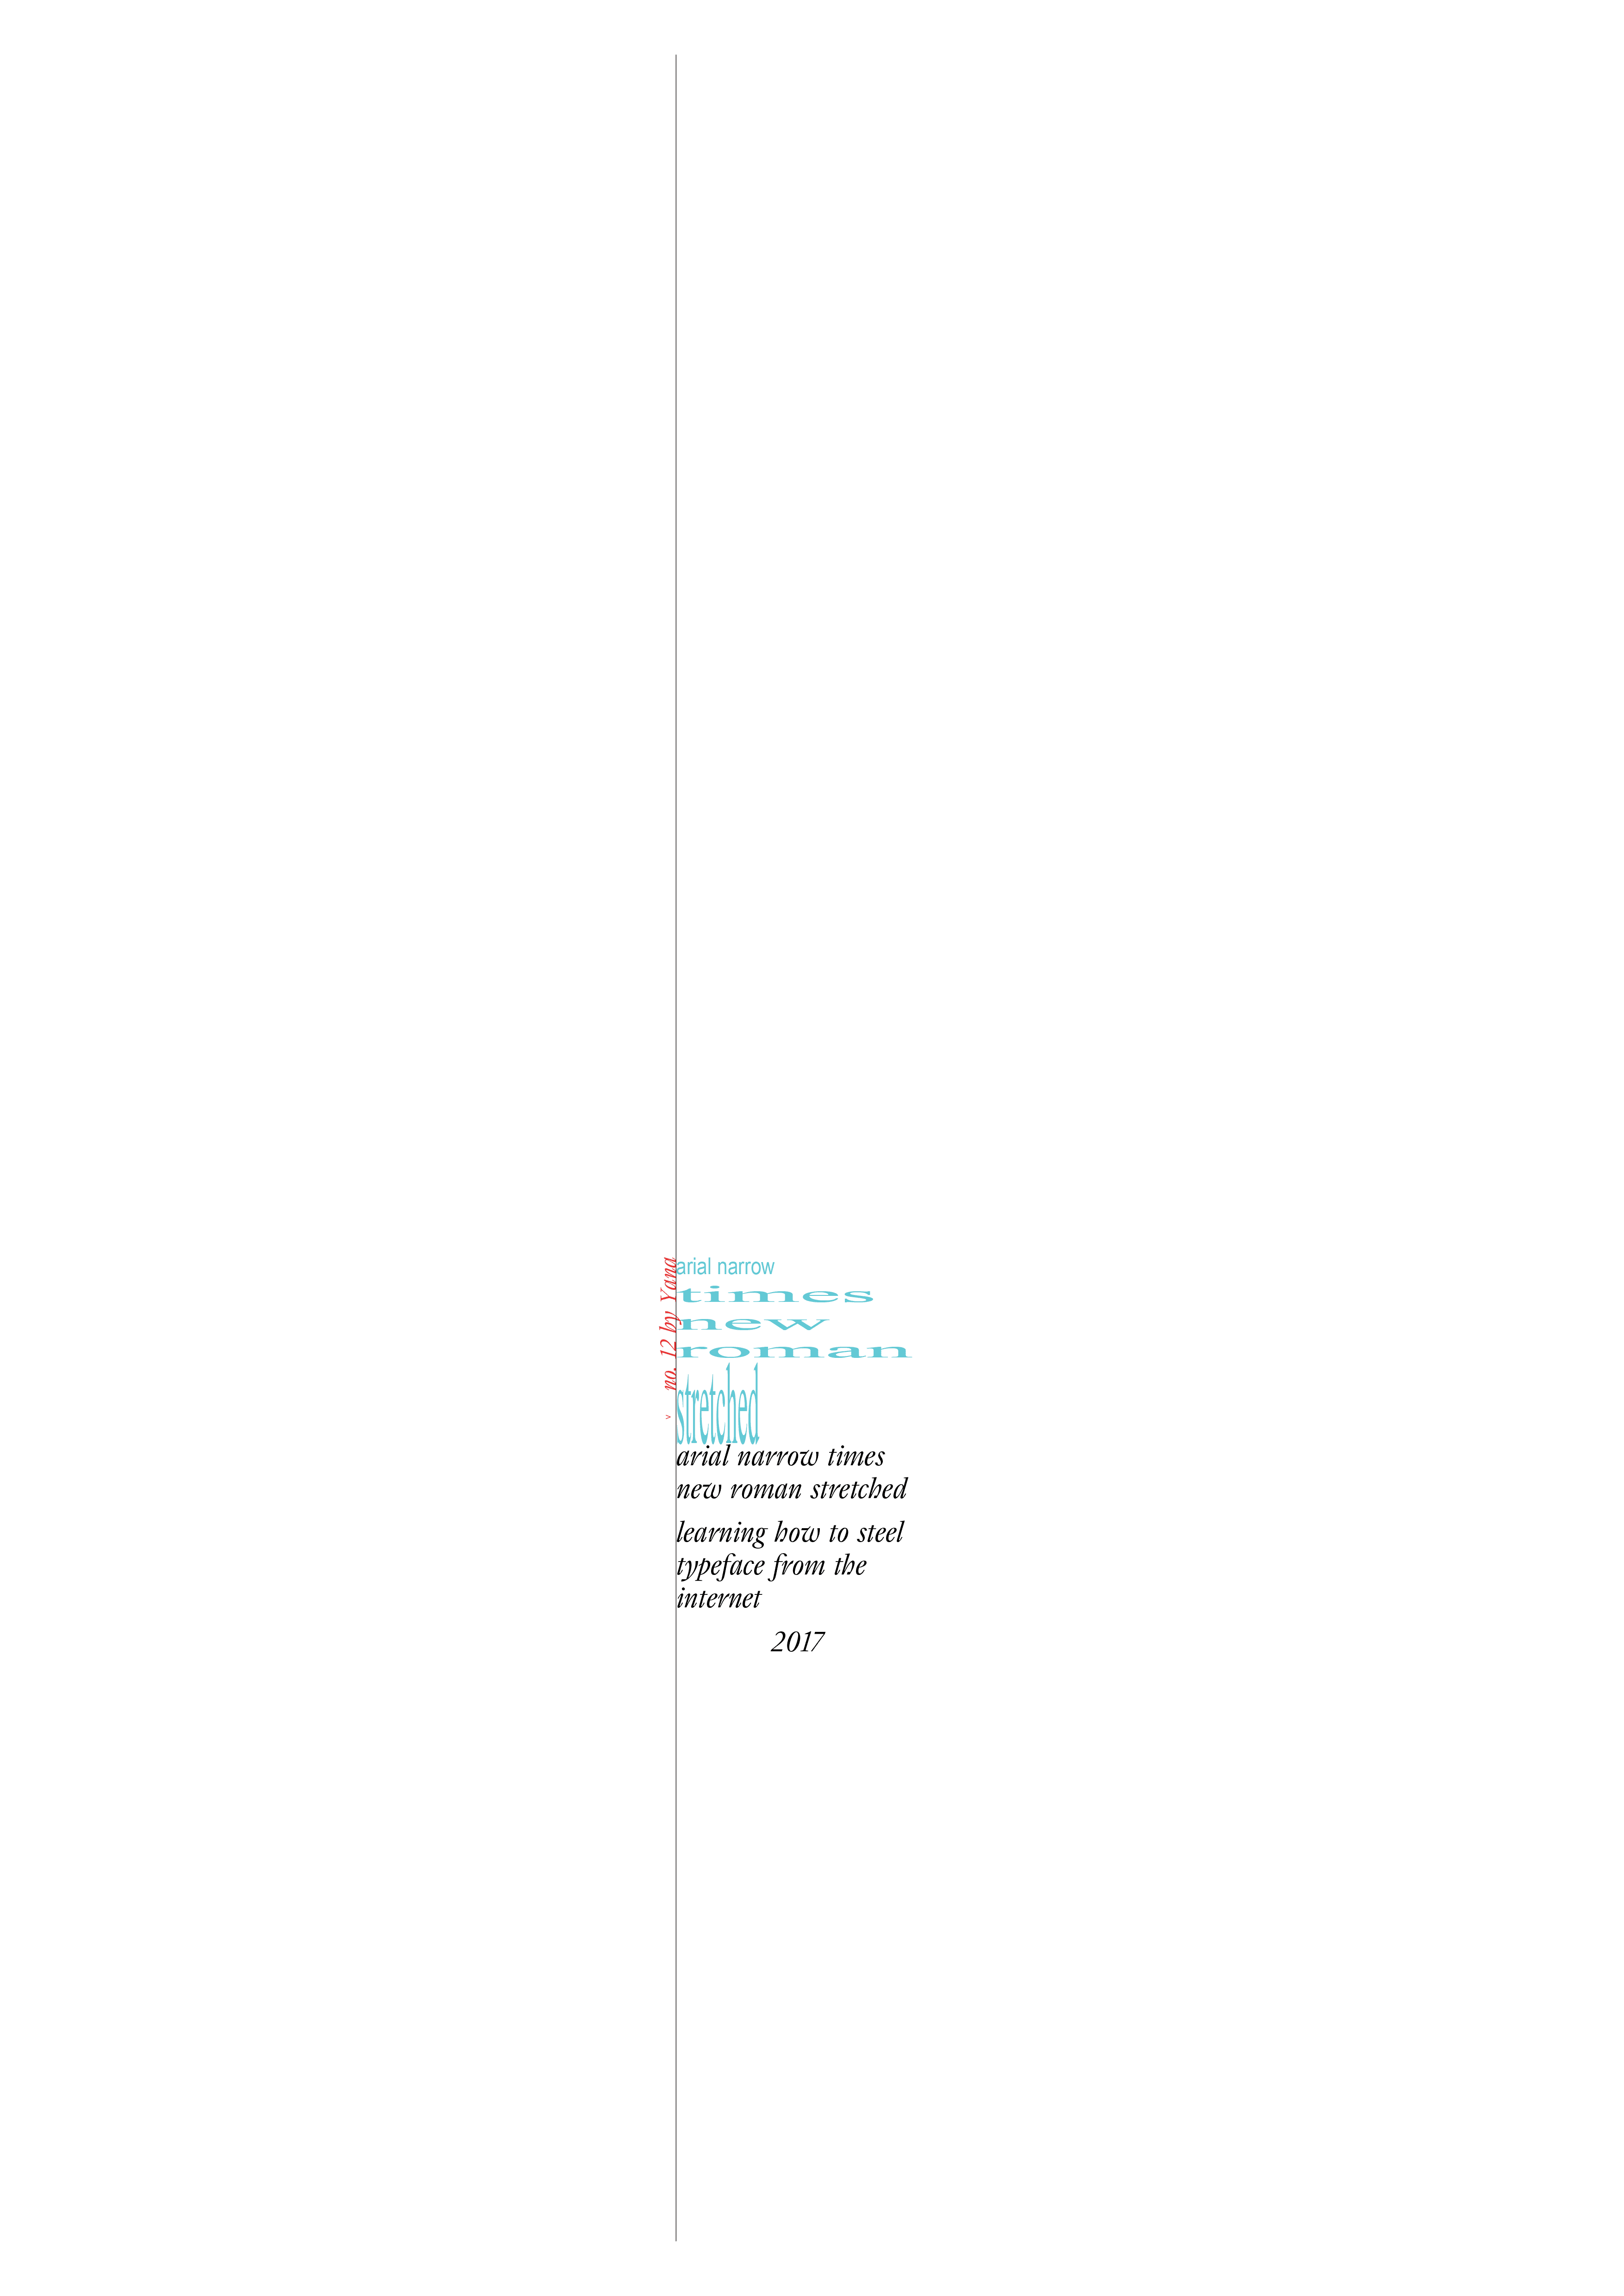 no. 12 by Yana
v
arial narrow
times
new
roman
stretched
arial narrow times
new roman stretched
learning how to steel
typeface from the
internet
2017